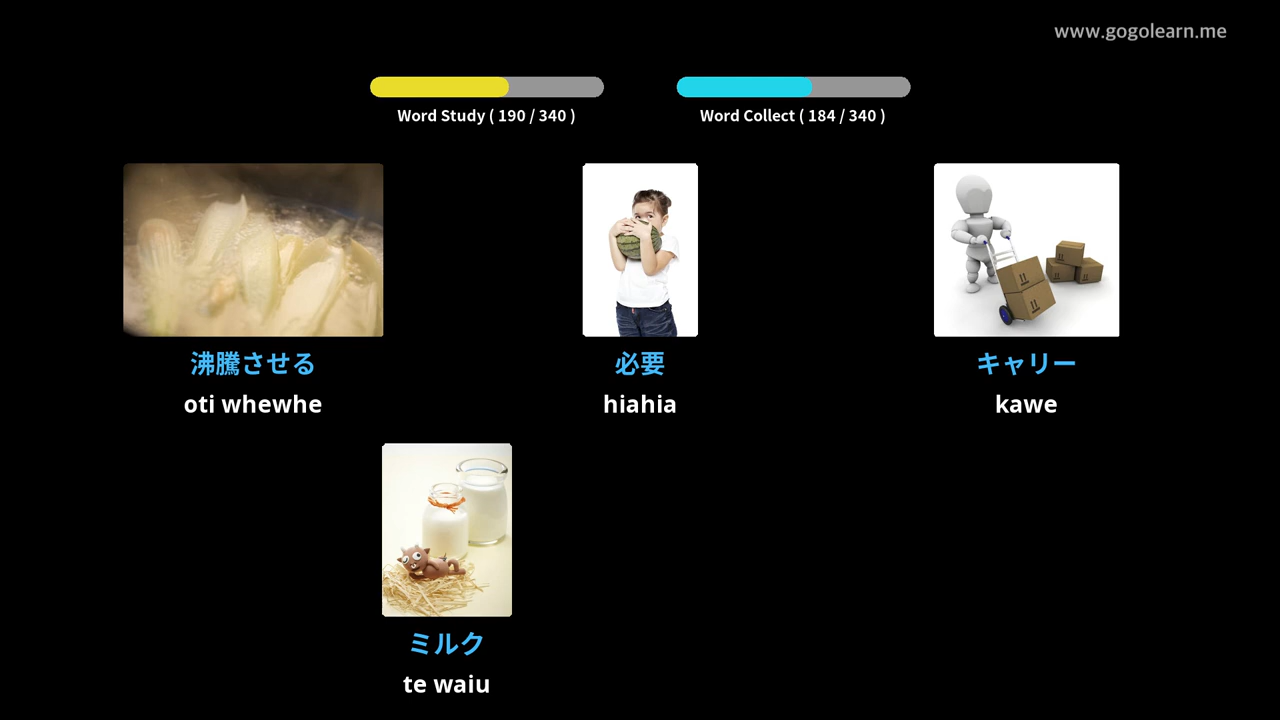 www.gogolearn.me
Word Study ( 190 / 340 )
Word Collect ( 184 / 340 )
沸騰させる
oti whewhe
必要
hiahia
キャリー
kawe
ミルク
te waiu